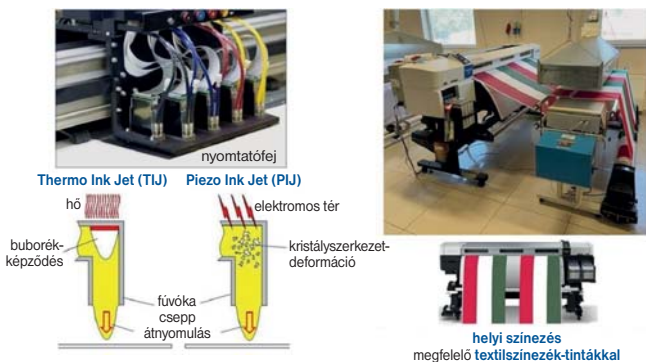 nyomtatófej
Thermo Ink Jet (TIJ)
Piezo Ink Jet (PIJ)
hő
elektromos tér
buborék-
képződés
kristályszerkezet-
deformáció
fúvóka
csepp
átnyomulás
helyi színezés
megfelelő textilszínezék-tintákkal